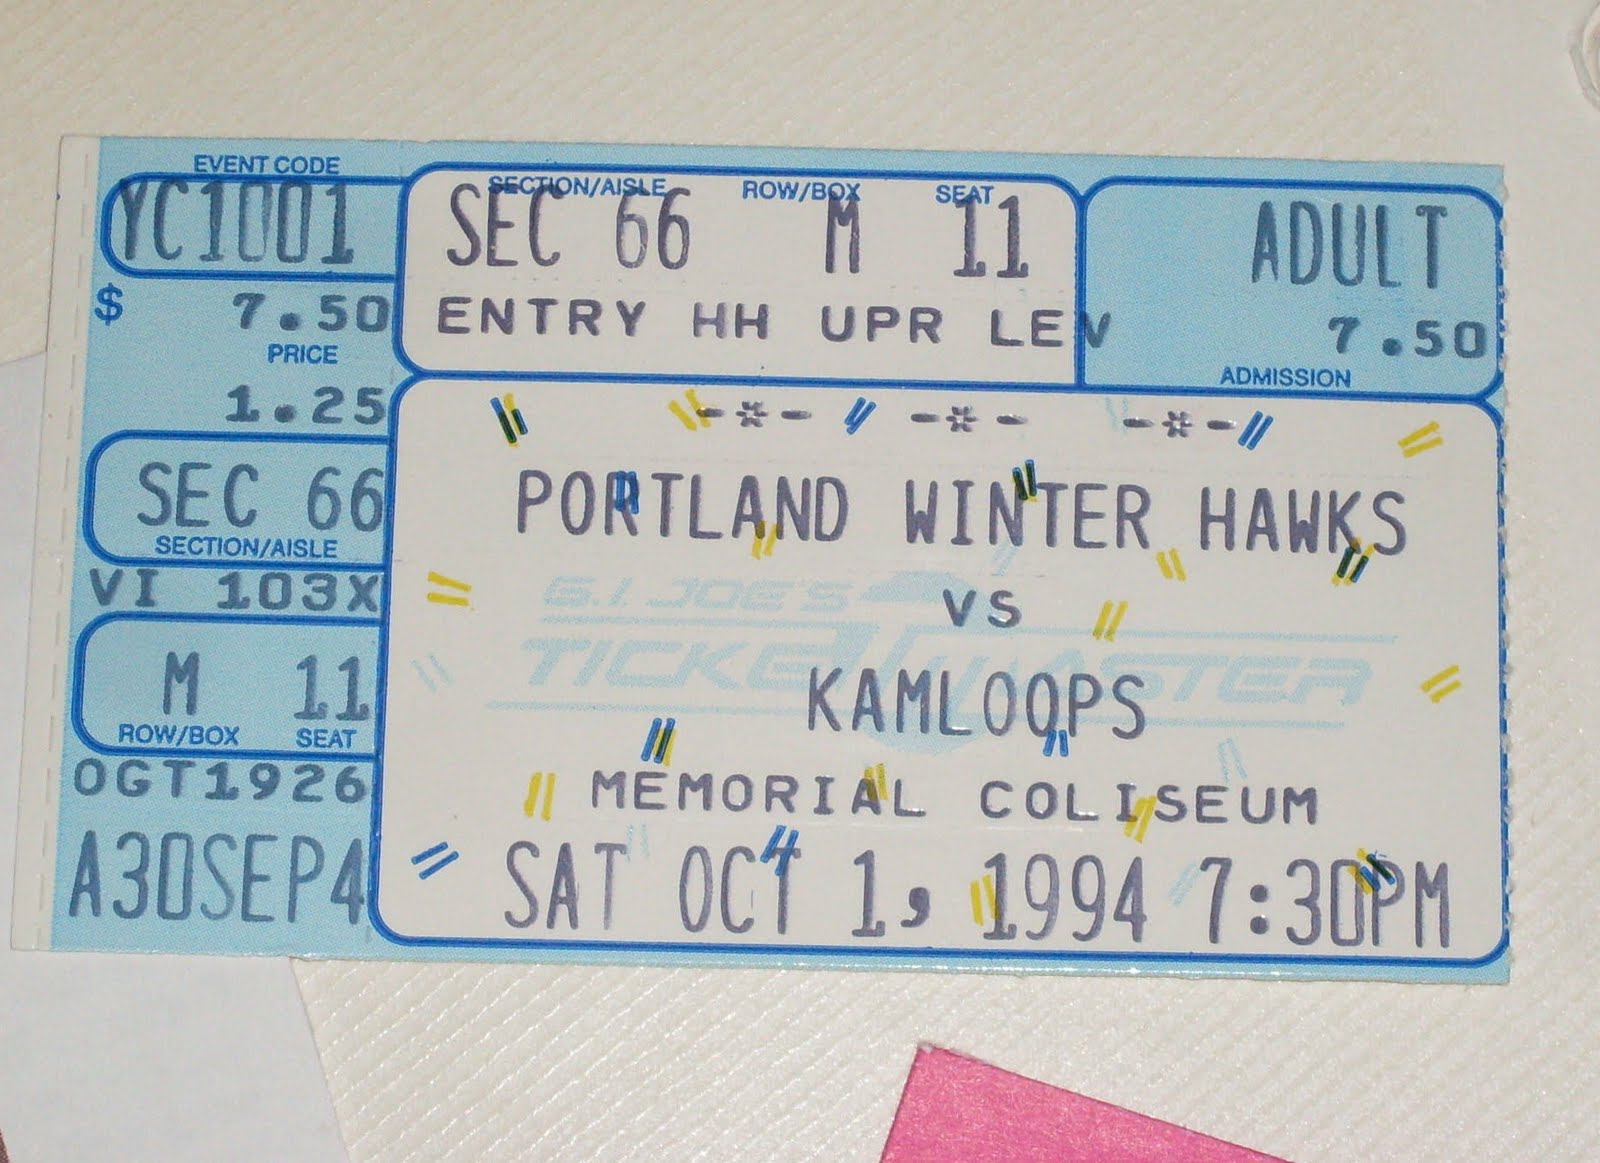 EVENT CODE
YC1001
$ 7.50
PRICE
1.25
SEC 66
SECTION/AISLE
VI 103X
M 11
ROW/BOX SEAT
OGT1926
A30SEP4
SECTION/AISLE ROW/BOX SEAT
SEC 66 M 11
ENTRY HH UPR LEV
ADULT
7.50
ADMISSION
-*- -*- -*-
PORTLAND WINTER HAWKS
G.I. JOE'S
VS
TICKETMASTER
KAMLOOPS
MEMORIAL COLISEUM
SAT OCT 1, 1994 7:30PM